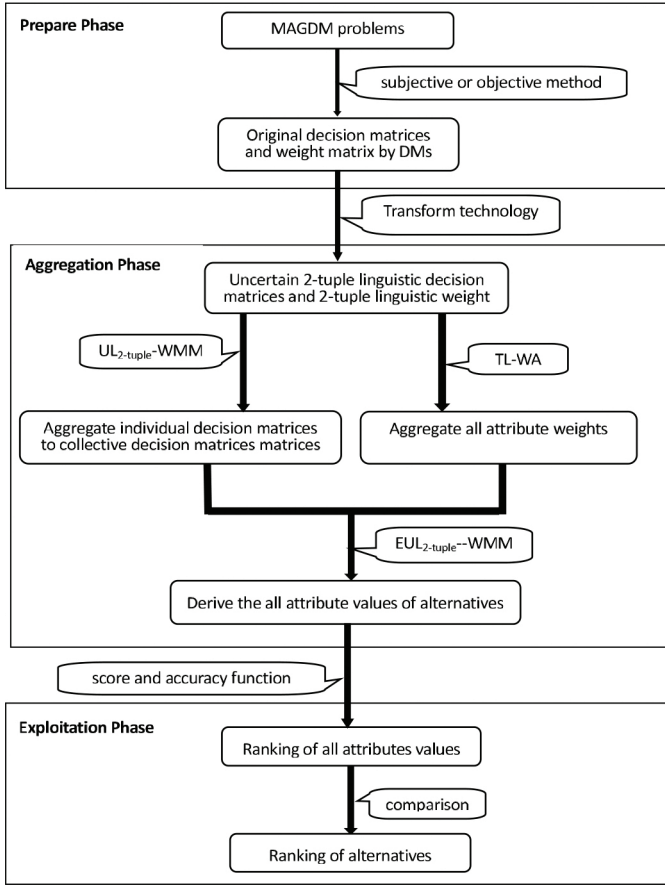 Prepare Phase
MAGDM problems
subjective or objective method
Original decision matrices
and weight matrix by DMs
Transform technology
Aggregation Phase
Uncertain 2-tuple linguistic decision
matrices and 2-tuple linguistic weight
UL2-tuple-WMM
TL-WA
Aggregate individual decision matrices
to collective decision matrices matrices
Aggregate all attribute weights
EUL2-tuple--WMM
Derive the all attribute values of alternatives
score and accuracy function
Exploitation Phase
Ranking of all attributes values
comparison
Ranking of alternatives